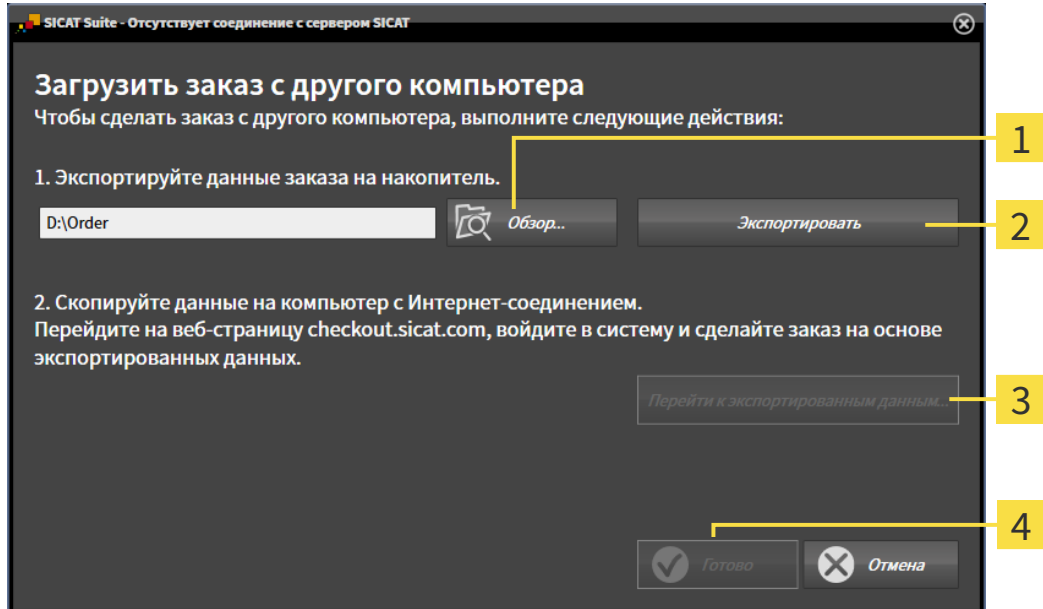 SICAT Suite - Отсутствует соединение с сервером SICAT
Загрузить заказ с другого компьютера
Чтобы сделать заказ с другого компьютера, выполните следующие действия:
1
1. Экспортируйте данные заказа на накопитель.
D:\Order
Обзор...
Экспортировать
2
2. Скопируйте данные на компьютер с Интернет-соединением.
Перейдите на веб-страницу checkout.sicat.com, войдите в систему и сделайте заказ на основе
экспортированных данных.
Перейти к экспортированным данным...
3
4
Готово
Отмена